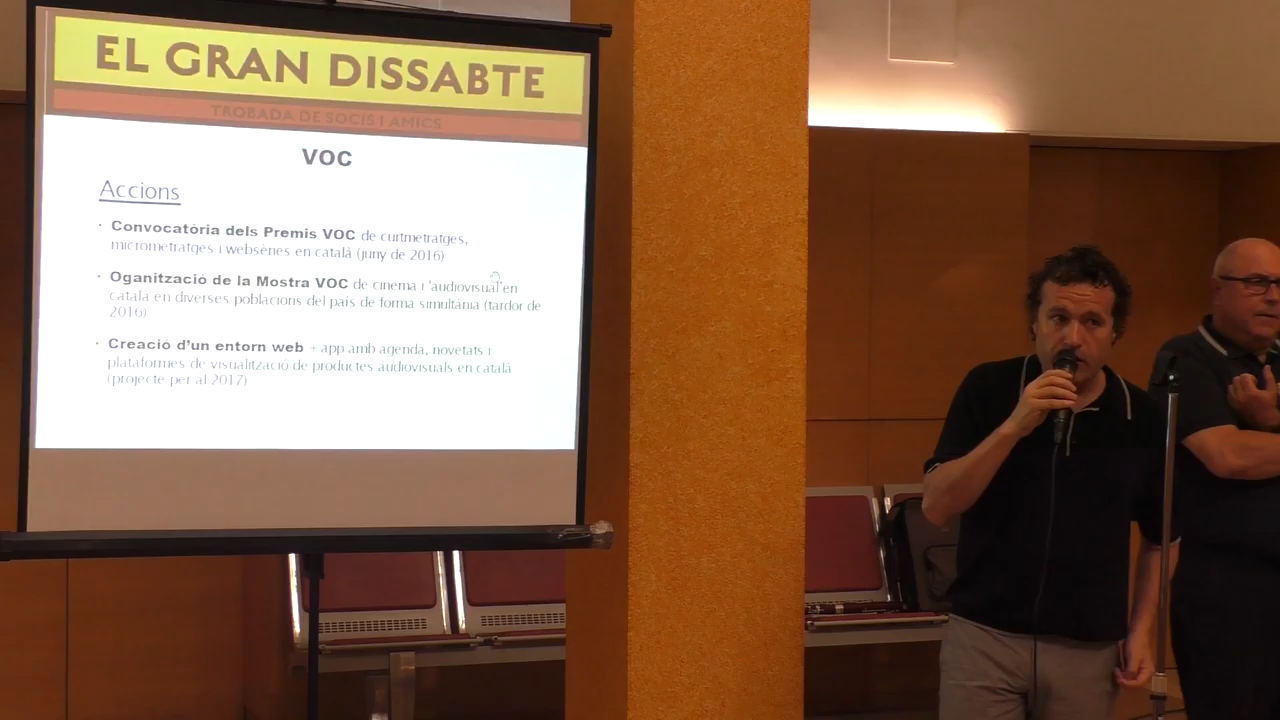 EL GRAN DISSABTE
TROBADA DE SOCIS I AMICS
VOC
Accions
· Convocatòria dels Premis VOC de curtmetratges,
micrometratges i websèries en català (juny de 2016)
· Oganització de la Mostra VOC de cinema i 'audiovisual en
català en diverses poblacions del país de forma simultània (tardor de
2016)
· Creació d'un entorn web + app amb agenda, novetats i
plataformes de visualització de productes audiovisuals en català
(projecte per al 2017)